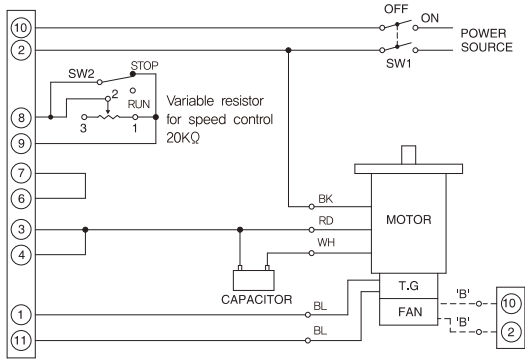 OFF
ON
10
2
POWER
SOURCE
SW1
STOP
SW2
2
RUN
3
1
Variable resistor
for speed control
20KΩ
8
9
7
6
3
4
BK
RD
WH
MOTOR
CAPACITOR
T.G
FAN
1
BL
11
BL
'B'
10
'B'
2